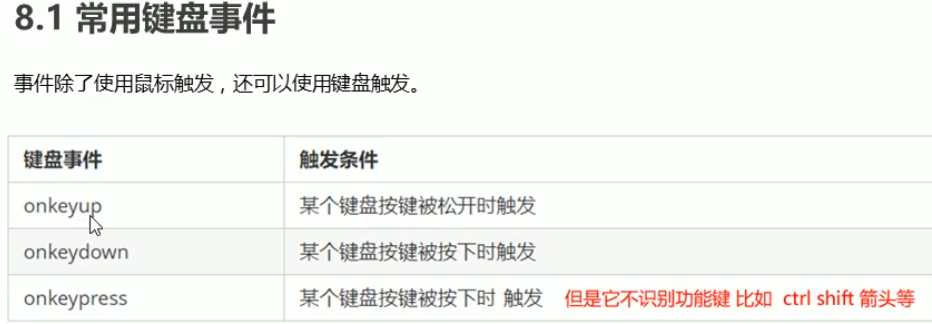 8.1 常用键盘事件
事件除了使用鼠标触发，还可以使用键盘触发。
键盘事件 触发条件
onkeyup 某个键盘按键被松开时触发
onkeydown 某个键盘按键被按下时触发
onkeypress 某个键盘按键被按下时 触发 但是它不识别功能键 比如 ctrl shift 箭头等